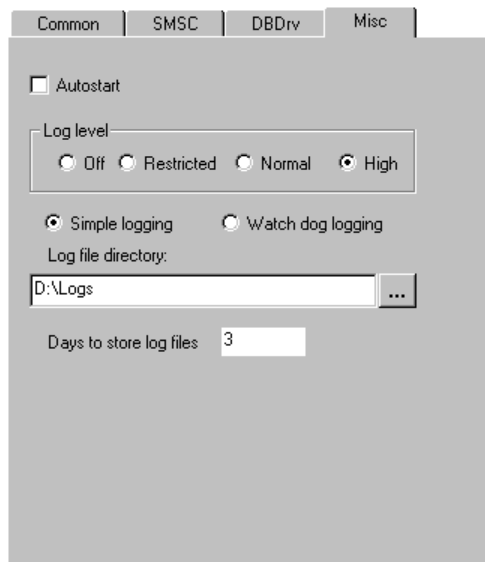 Common SMSC DBDrv Misc
Autostart
Log level
Off Restricted Normal High
Simple logging Watch dog logging
Log file directory:
D:\Logs ...
Days to store log files 3